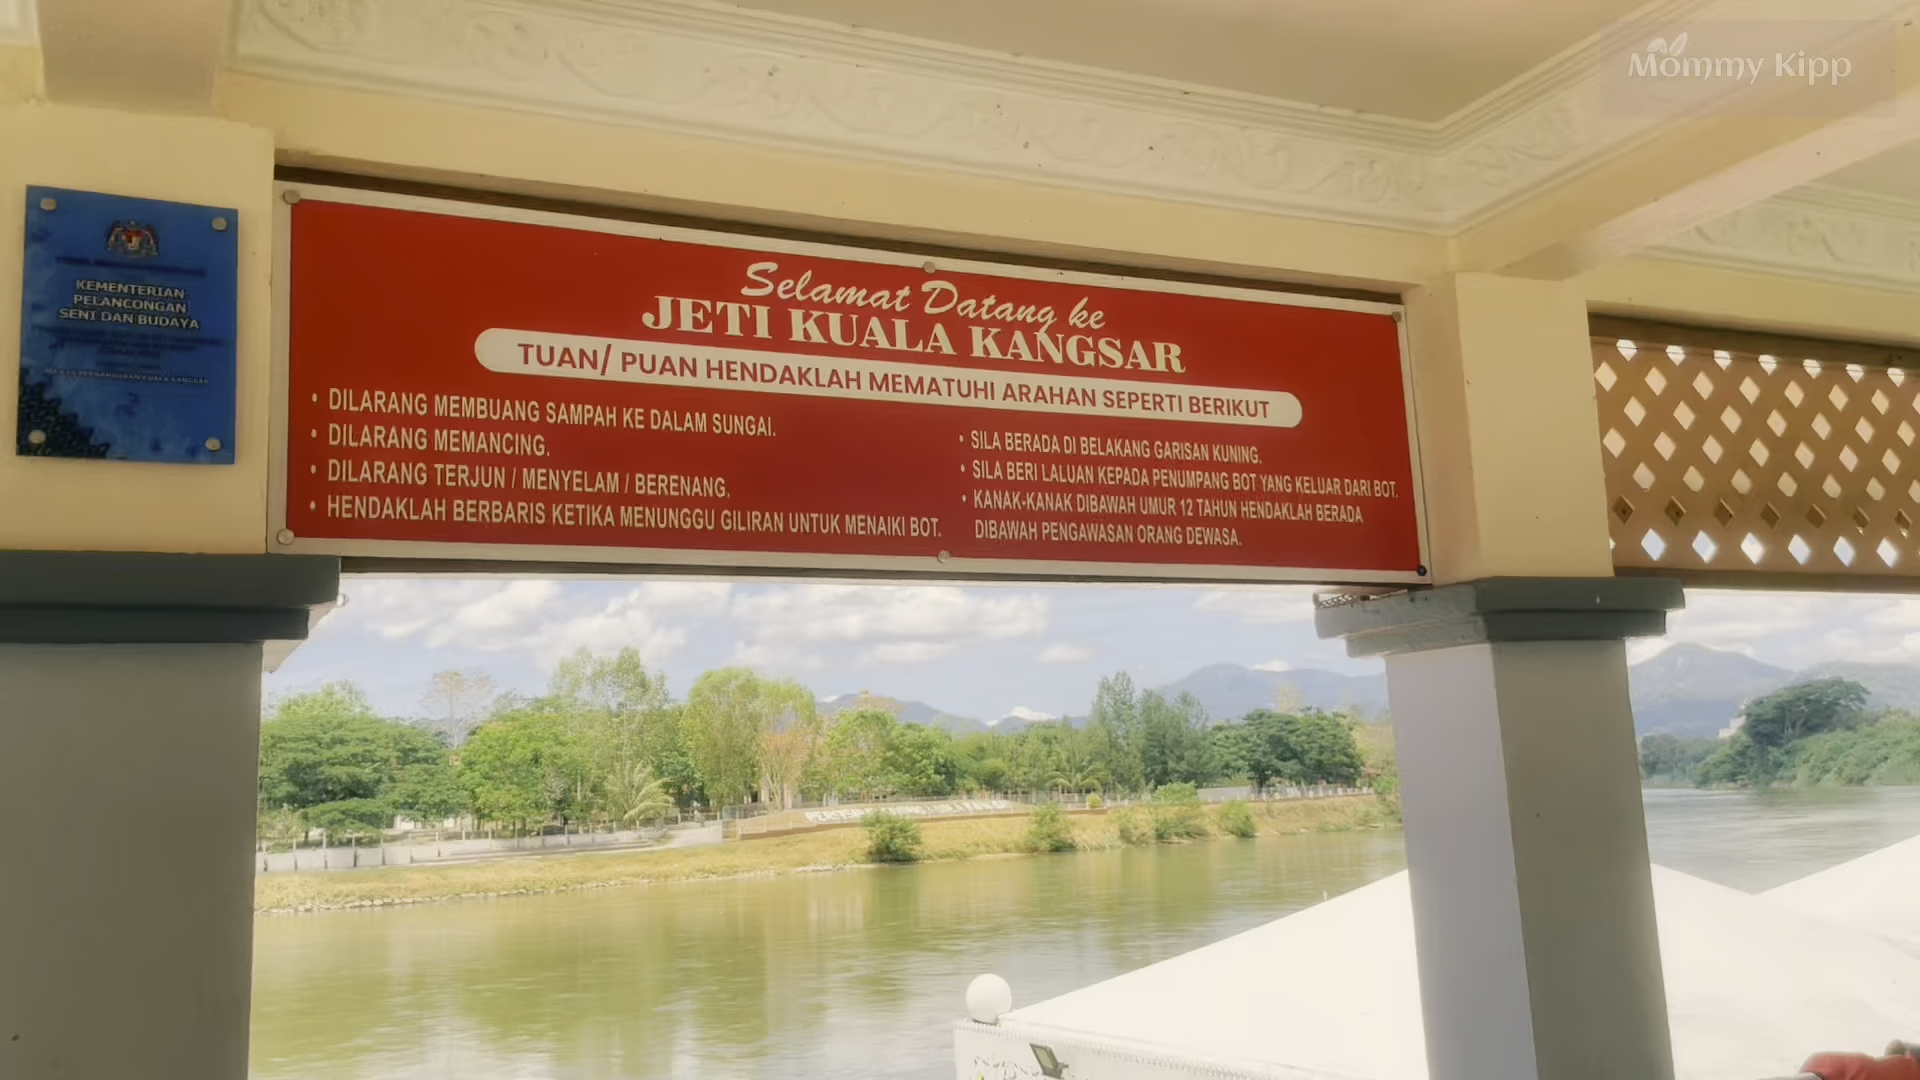 Mommy Kipp
KEMENTERIAN
PELANCONGAN
SENI DAN BUDAYA
Selamat Datang ke
JETI KUALA KANGSAR
TUAN/ PUAN HENDAKLAH MEMATUHI ARAHAN SEPERTI BERIKUT
• DILARANG MEMBUANG SAMPAH KE DALAM SUNGAI.
• DILARANG MEMANCING.
• DILARANG TERJUN / MENYELAM / BERENANG,
• HENDAKLAH BERBARIS KETIKA MENUNGGU GILIRAN UNTUK MENAIKI BOT.
• SILA BERADA DI BELAKANG GARISAN KUNING.
• SILA BERI LALUAN KEPADA PENUMPANG BOT YANG KELUAR DARI BOT.
• KANAK-KANAK DIBAWAH UMUR 12 TAHUN HENDAKLAH BERADA
DIBAWAH PENGAWASAN ORANG DEWASA.